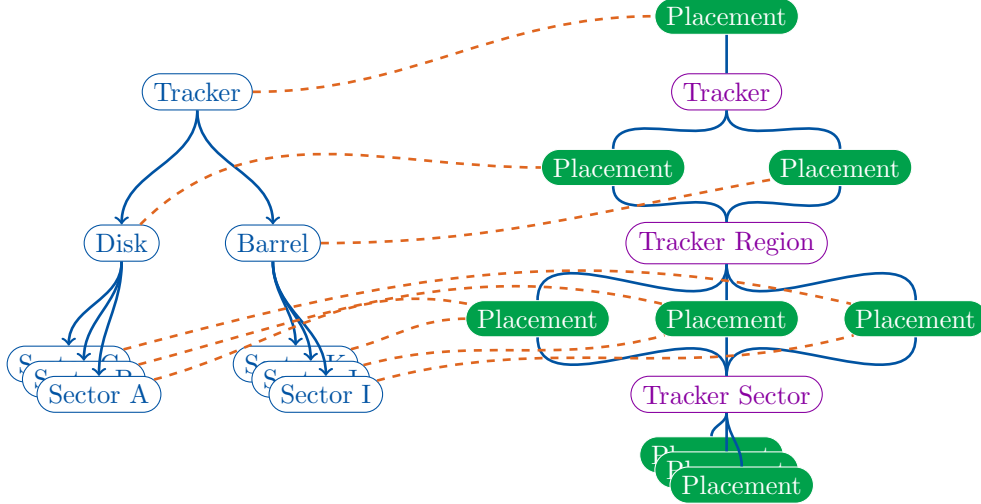 Placement
Tracker
Tracker
Placement
Placement
Disk
Barrel
Tracker Region
Placement
Placement
Placement
Sector A
Sector I
Tracker Sector
Placement